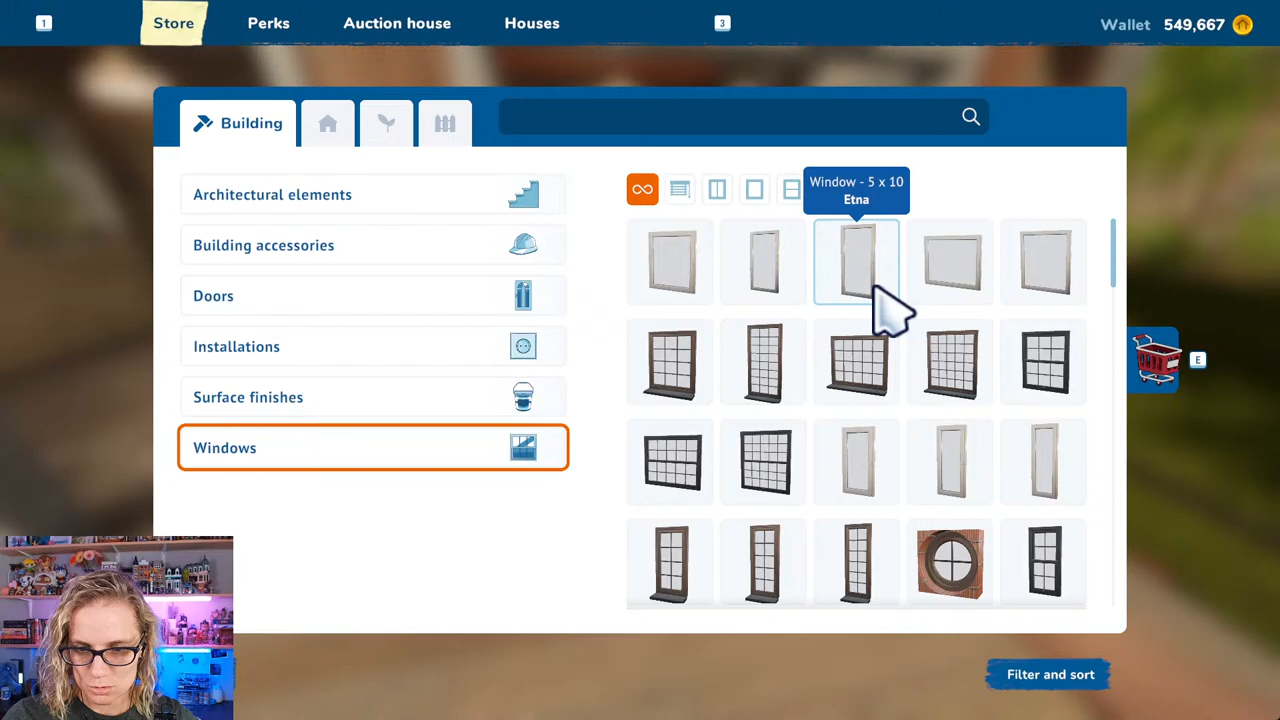 1
Store
Perks
Auction house
Houses
3
Wallet 549,667
Building
Window - 5 x 10
Etna
Architectural elements
Building accessories
Doors
Installations
Surface finishes
Windows
E
Filter and sort